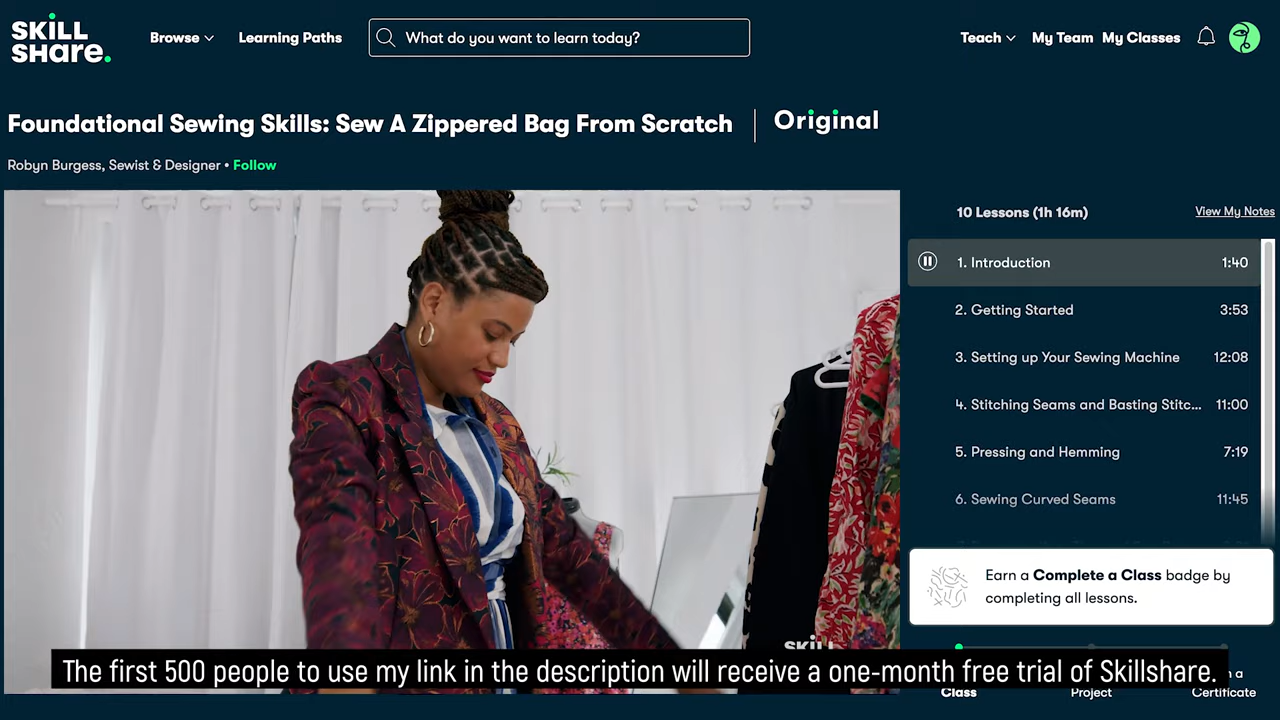 SKILL
SHARE.
Browse
Learning Paths
What do you want to learn today?
Teach
My Team
My Classes
Foundational Sewing Skills: Sew A Zippered Bag From Scratch
Original
Robyn Burgess, Sewist & Designer • Follow
10 Lessons (1h 16m)
View My Notes
1. Introduction 1:40
2. Getting Started 3:53
3. Setting up Your Sewing Machine 12:08
4. Stitching Seams and Basting Stitc... 11:00
5. Pressing and Hemming 7:19
6. Sewing Curved Seams 11:45
Earn a Complete a Class badge by
completing all lessons.
SKILL
The first 500 people to use my link in the description will receive a one-month free trial of Skillshare.
Class
Project
Certificate